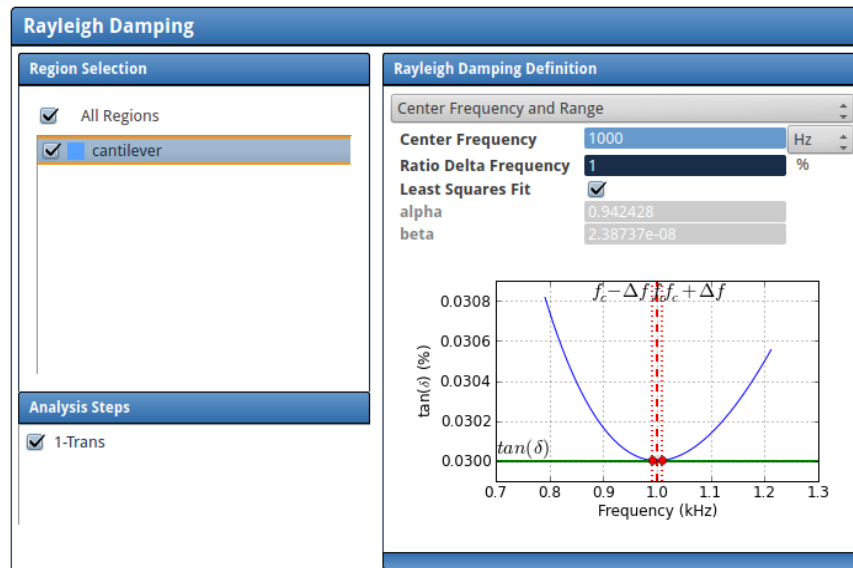 Rayleigh Damping
Region Selection
All Regions
cantilever
Analysis Steps
1-Trans
Rayleigh Damping Definition
Center Frequency and Range
Center Frequency 1000 Hz
Ratio Delta Frequency 1 %
Least Squares Fit
alpha 0.942428
beta 2.38737e-08
f_c−Δf f_c f_c+Δf
0.0308
0.0306
0.0304
0.0302
0.0300
tan(δ) (%)
tan(δ)
0.7 0.8 0.9 1.0 1.1 1.2 1.3
Frequency (kHz)